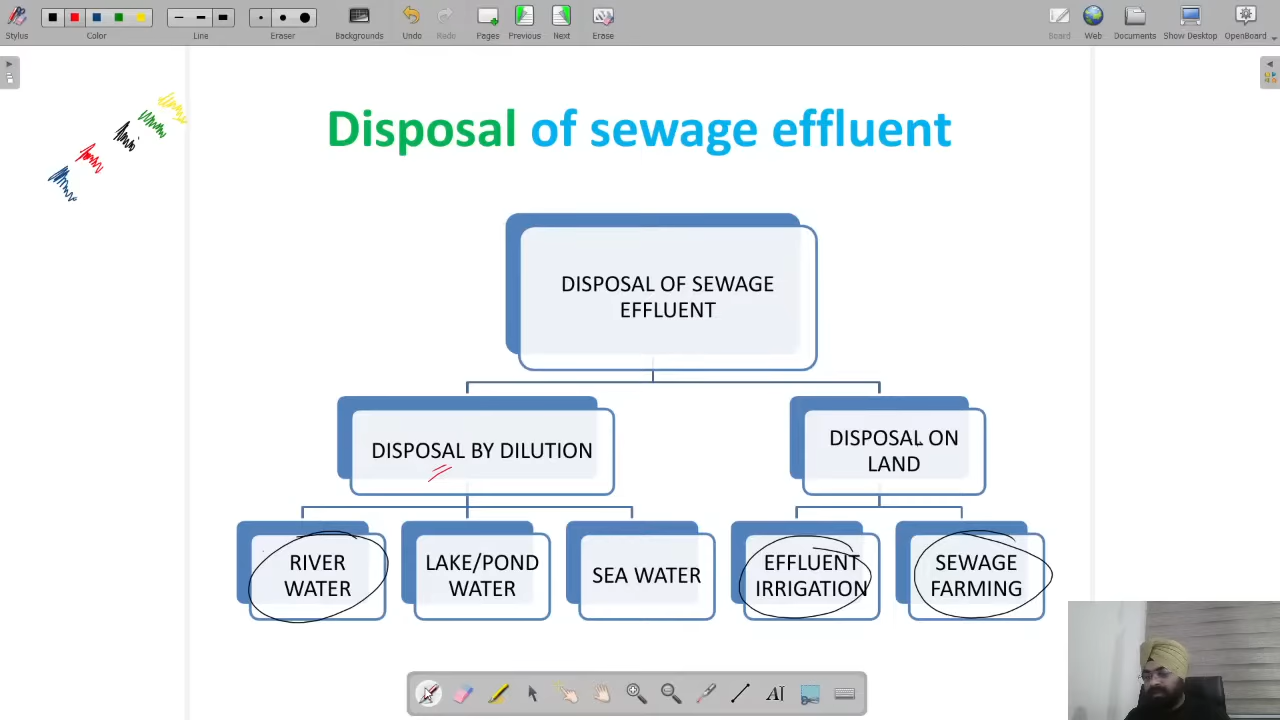 Stylus
Color
Line
Eraser
Backgrounds
Undo
Redo
Pages
Previous
Next
Erase
Board
Web
Documents
Show Desktop
OpenBoard
Disposal of sewage effluent
DISPOSAL OF SEWAGE
EFFLUENT
DISPOSAL BY DILUTION
DISPOSAL ON
LAND
RIVER
WATER
LAKE/POND
WATER
SEA WATER
EFFLUENT
IRRIGATION
SEWAGE
FARMING